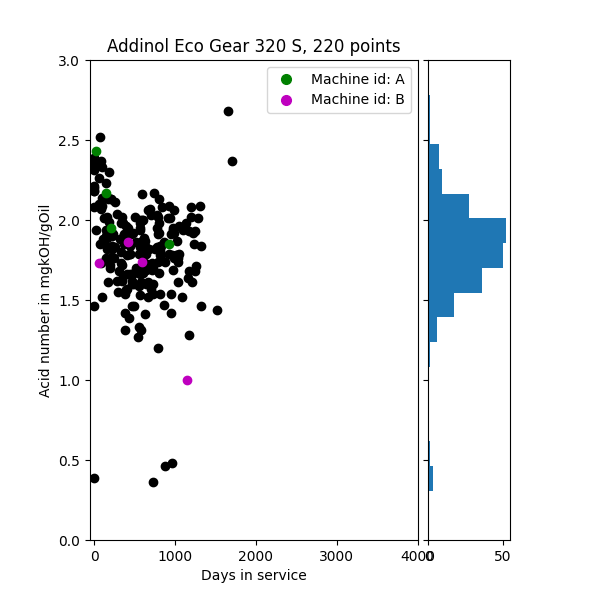 Addinol Eco Gear 320 S, 220 points
Machine id: A
Machine id: B
Acid number in mgkOH/gOil
3.0
2.5
2.0
1.5
1.0
0.5
0.0
0
1000
2000
3000
4000
0
50
Days in service